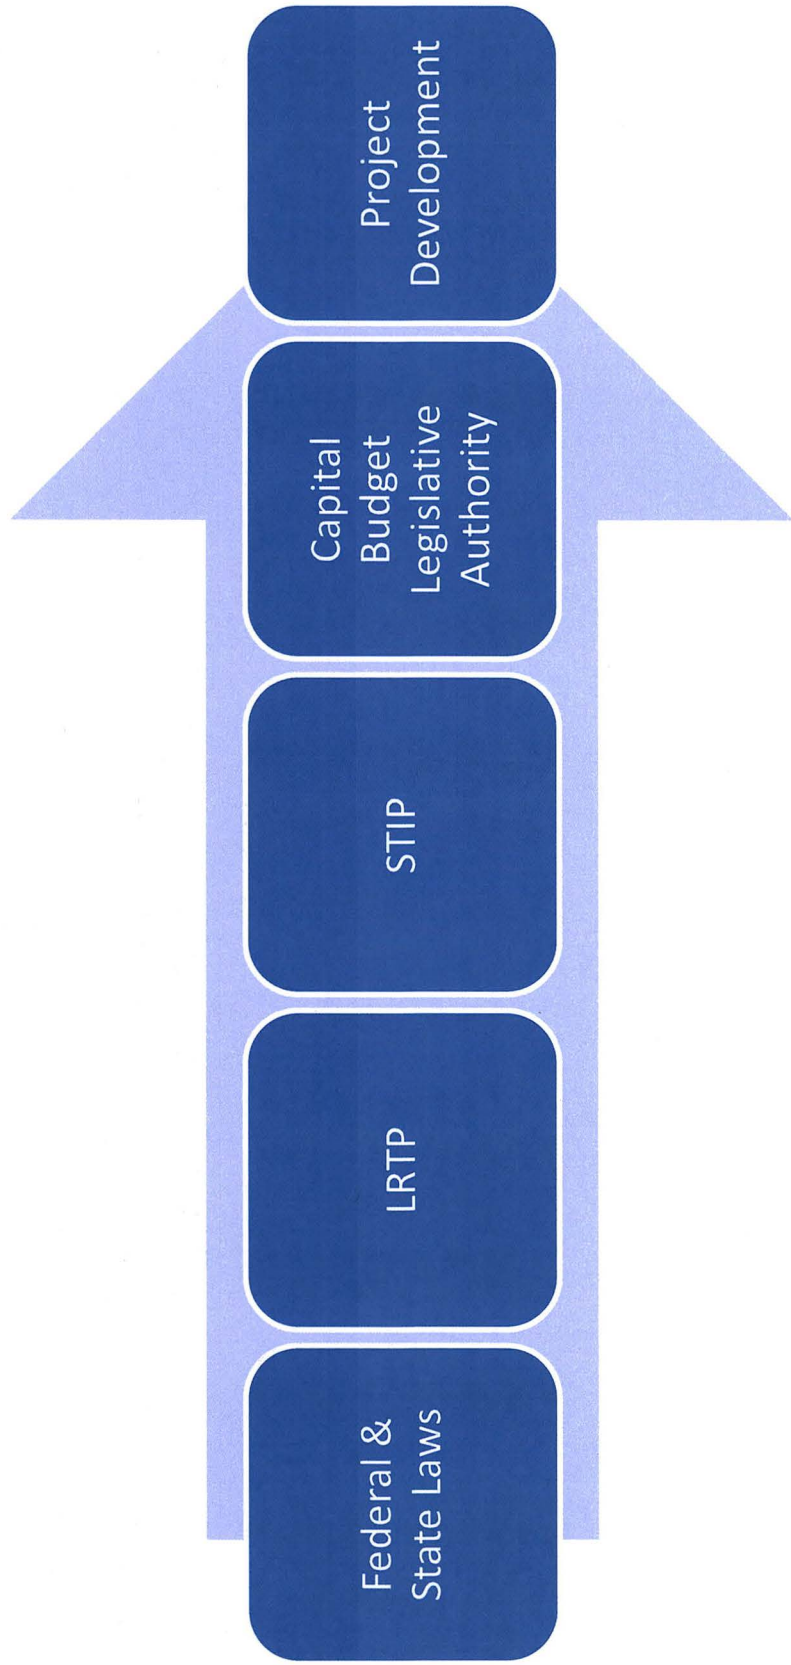 Federal &
State Laws
LRTP
STIP
Capital
Budget
Legislative
Authority
Project
Development